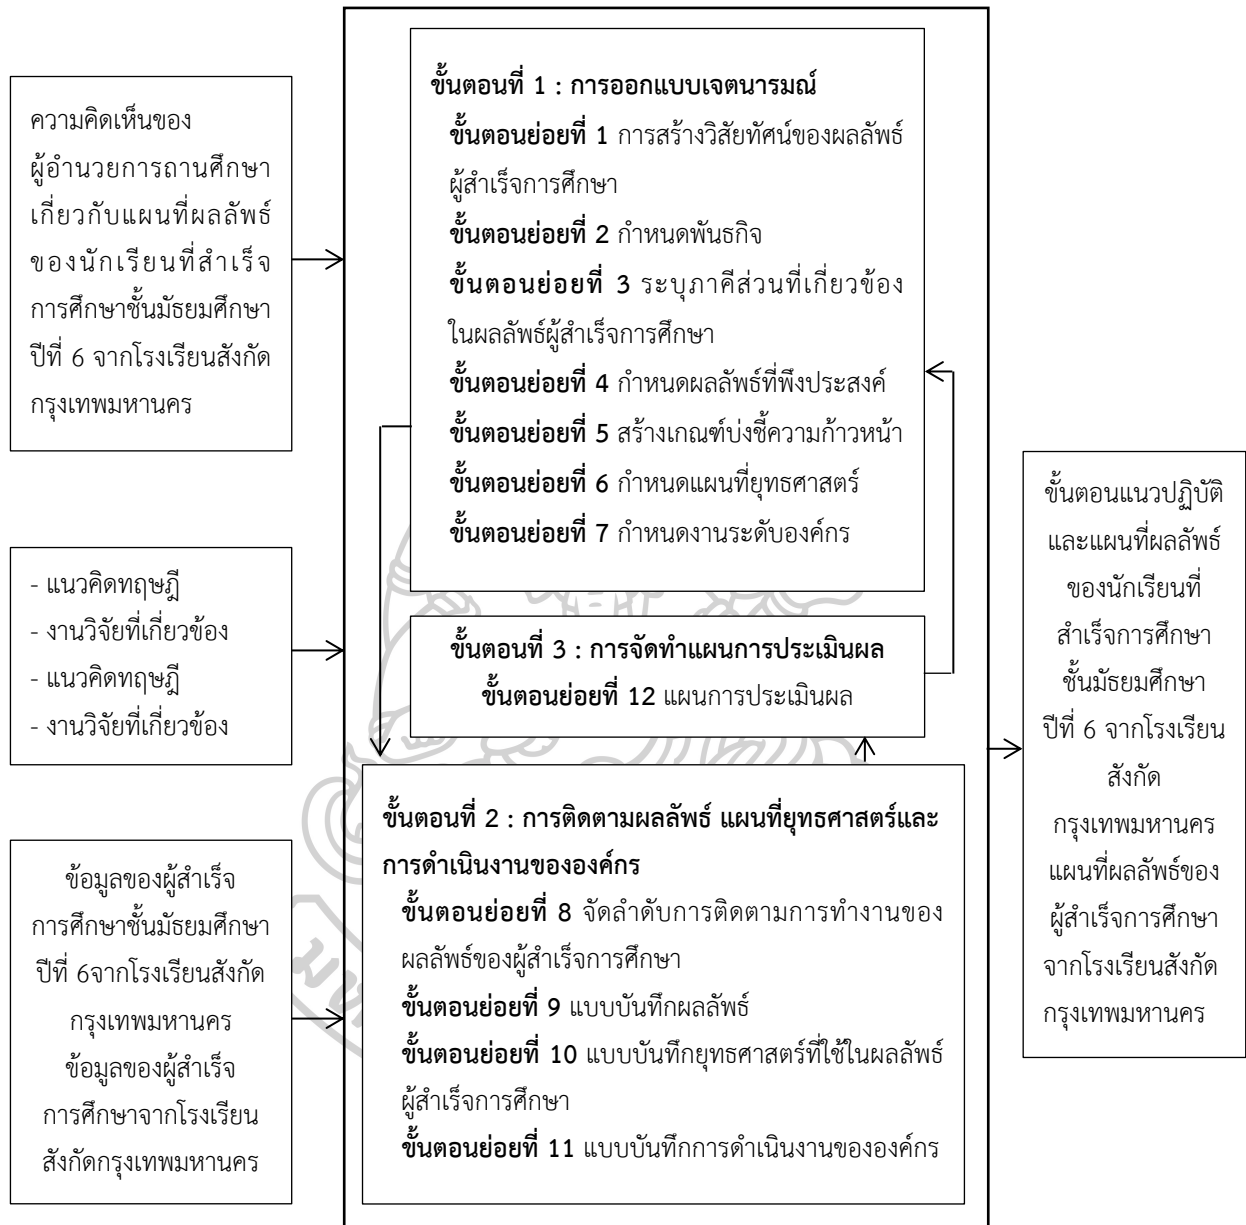 ความคิดเห็นของ
ผู้อำนวยการถานศึกษา
เกี่ยวกับแผนที่ผลลัพธ์
ของนักเรียนที่สำเร็จ
การศึกษาชั้นมัธยมศึกษา
ปีที่ 6 จากโรงเรียนสังกัด
กรุงเทพมหานคร
- แนวคิดทฤษฎี
- งานวิจัยที่เกี่ยวข้อง
- แนวคิดทฤษฎี
- งานวิจัยที่เกี่ยวข้อง
ข้อมูลของผู้สำเร็จ
การศึกษาชั้นมัธยมศึกษา
ปีที่ 6จากโรงเรียนสังกัด
กรุงเทพมหานคร
ข้อมูลของผู้สำเร็จ
การศึกษาจากโรงเรียน
สังกัดกรุงเทพมหานคร
ขั้นตอนที่ 1 : การออกแบบเจตนารมณ์
ขั้นตอนย่อยที่ 1 การสร้างวิสัยทัศน์ของผลลัพธ์
ผู้สำเร็จการศึกษา
ขั้นตอนย่อยที่ 2 กำหนดพันธกิจ
ขั้นตอนย่อยที่ 3 ระบุภาคีส่วนที่เกี่ยวข้อง
ในผลลัพธ์ผู้สำเร็จการศึกษา
ขั้นตอนย่อยที่ 4 กำหนดผลลัพธ์ที่พึงประสงค์
ขั้นตอนย่อยที่ 5 สร้างเกณฑ์บ่งชี้ความก้าวหน้า
ขั้นตอนย่อยที่ 6 กำหนดแผนที่ยุทธศาสตร์
ขั้นตอนย่อยที่ 7 กำหนดงานระดับองค์กร
ขั้นตอนที่ 3 : การจัดทำแผนการประเมินผล
ขั้นตอนย่อยที่ 12 แผนการประเมินผล
ขั้นตอนที่ 2 : การติดตามผลลัพธ์ แผนที่ยุทธศาสตร์และ
การดำเนินงานขององค์กร
ขั้นตอนย่อยที่ 8 จัดลำดับการติดตามการทำงานของ
ผลลัพธ์ของผู้สำเร็จการศึกษา
ขั้นตอนย่อยที่ 9 แบบบันทึกผลลัพธ์
ขั้นตอนย่อยที่ 10 แบบบันทึกยุทธศาสตร์ที่ใช้ในผลลัพธ์
ผู้สำเร็จการศึกษา
ขั้นตอนย่อยที่ 11 แบบบันทึกการดำเนินงานขององค์กร
ขั้นตอนแนวปฏิบัติ
และแผนที่ผลลัพธ์
ของนักเรียนที่
สำเร็จการศึกษา
ชั้นมัธยมศึกษา
ปีที่ 6 จากโรงเรียน
สังกัด
กรุงเทพมหานคร
แผนที่ผลลัพธ์ของ
ผู้สำเร็จการศึกษา
จากโรงเรียนสังกัด
กรุงเทพมหานคร